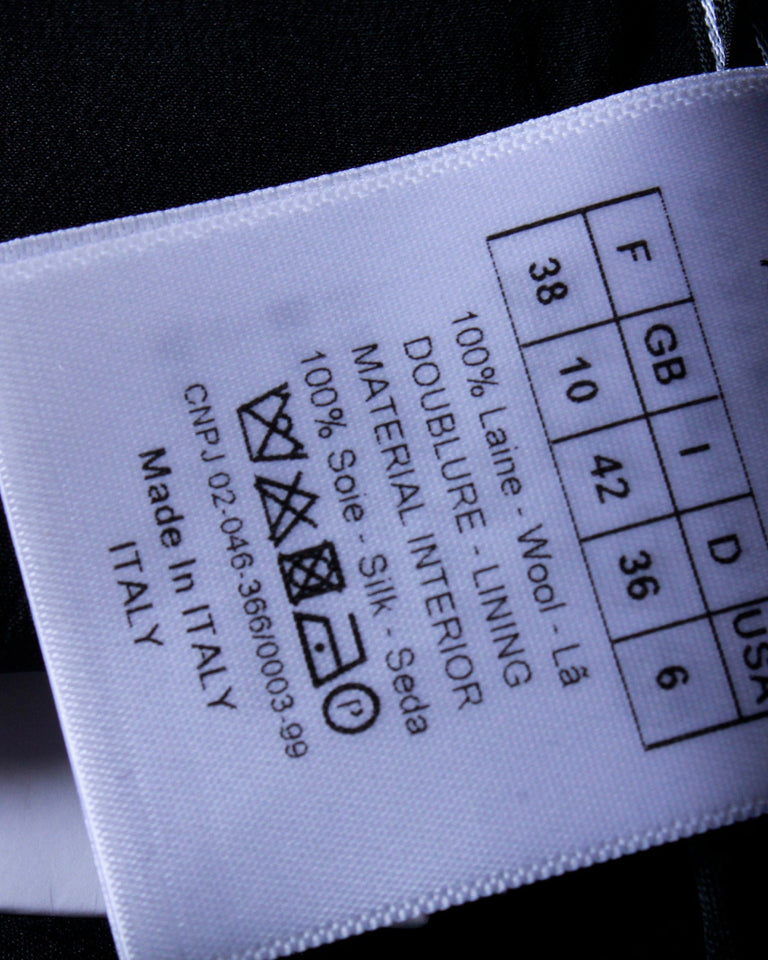 F GB I D USA
38 10 42 36 6
100% Laine - Wool - Lã
DOUBLURE - LINING
MATERIAL INTERIOR
100% Soie - Silk - Seda
P
CNPJ 02-046-366/0003-99
Made In ITALY
ITALY